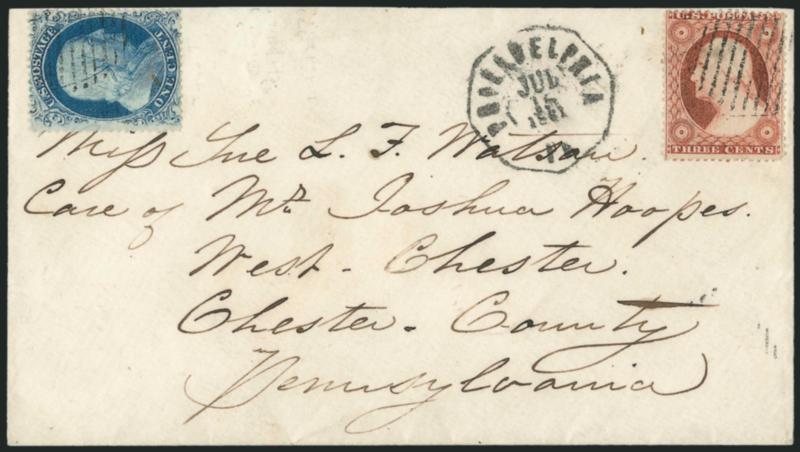 U.S. POSTAGE
ONE CENT
PHILADELPHIA
JUL
15
1861
U.S. POSTAGE
THREE CENTS
Miss Sue L. F. Watson.
Care of Mr. Joshua Hoopes.
West-Chester.
Chester-County
Pennsylvania